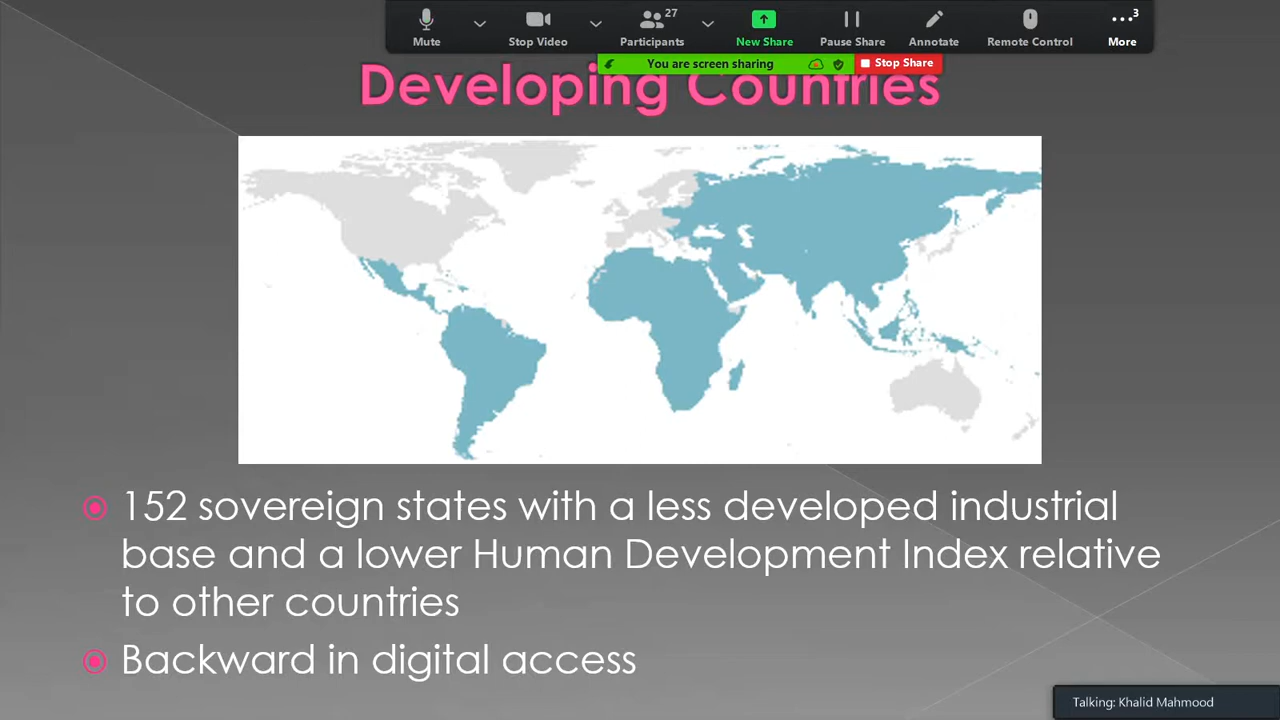 27
3
Mute
Stop Video
Participants
New Share
Pause Share
Annotate
Remote Control
More
You are screen sharing
Stop Share
Developing Countries
152 sovereign states with a less developed industrial
base and a lower Human Development Index relative
to other countries
Backward in digital access
Talking: Khalid Mahmood